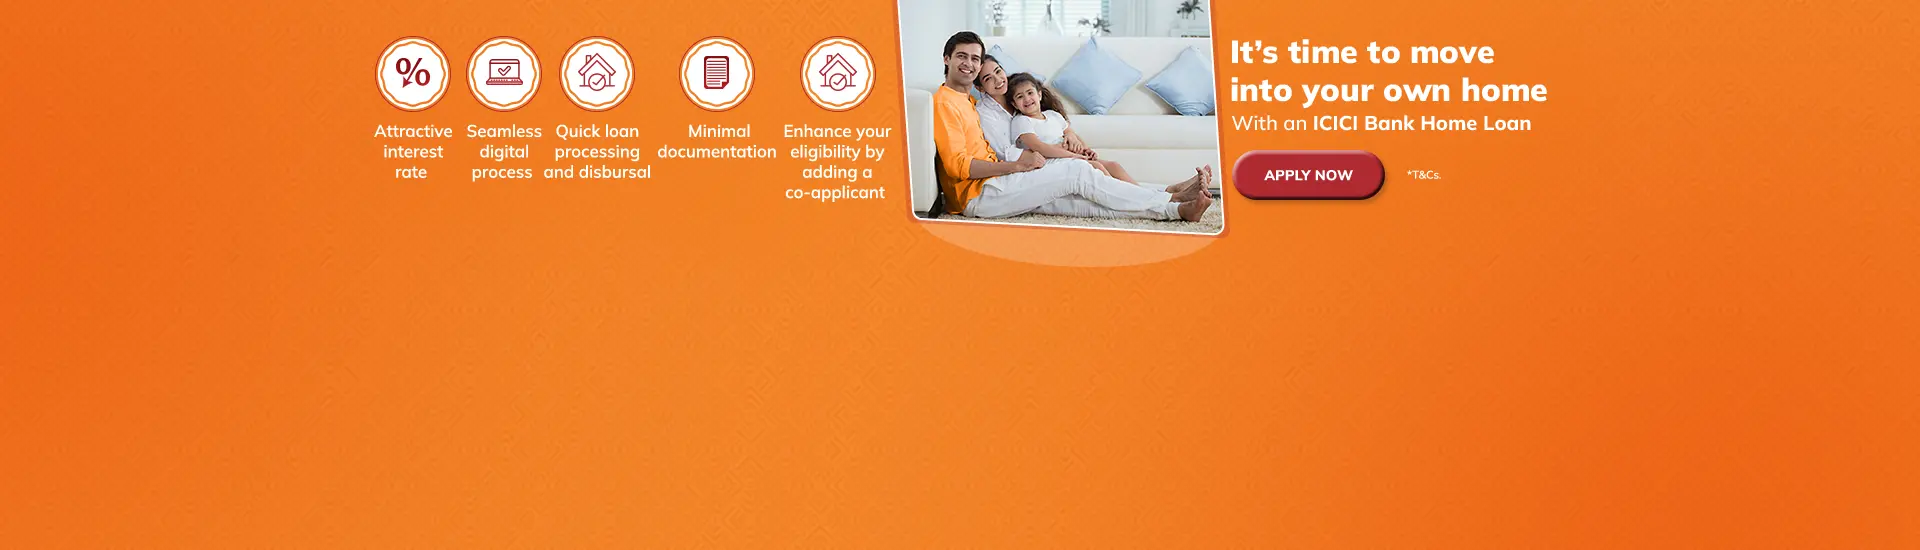 %
Attractive
interest
rate
Seamless
digital
process
Quick loan
processing
and disbursal
Minimal
documentation
Enhance your
eligibility by
adding a
co-applicant
It's time to move
into your own home
With an ICICI Bank Home Loan
APPLY NOW
*T&Cs.